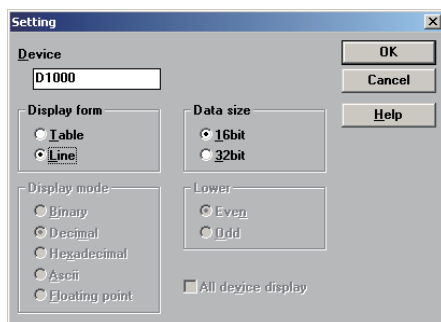 Setting
Device
D1000
OK
Cancel
Help
Display form
Table
Line
Data size
16bit
32bit
Display mode
Binary
Decimal
Hexadecimal
Ascii
Floating point
Lower
Even
Odd
All device display